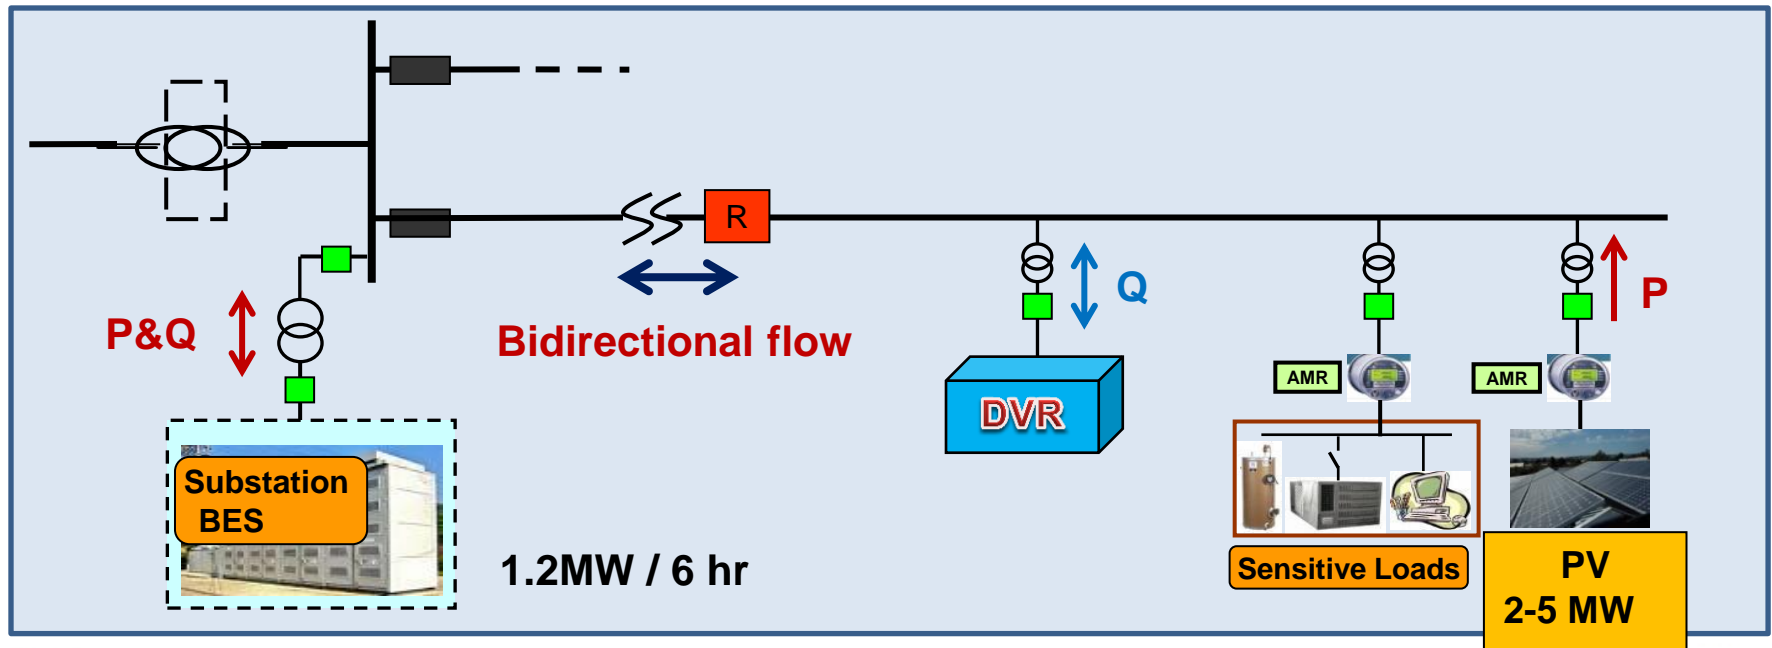 R
P&Q
Bidirectional flow
Q
P
AMR
AMR
DVR
Substation
BES
1.2MW / 6 hr
Sensitive Loads
PV
2-5 MW